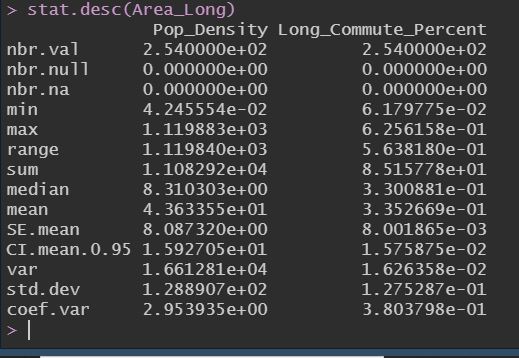 > stat.desc(Area_Long)
Pop_Density Long_Commute_Percent
nbr.val 2.540000e+02 2.540000e+02
nbr.null 0.000000e+00 0.000000e+00
nbr.na 0.000000e+00 0.000000e+00
min 4.245554e-02 6.179775e-02
max 1.119883e+03 6.256158e-01
range 1.119840e+03 5.638180e-01
sum 1.108292e+04 8.515778e+01
median 8.310303e+00 3.300881e-01
mean 4.363355e+01 3.352669e-01
SE.mean 8.087320e+00 8.001865e-03
CI.mean.0.95 1.592705e+01 1.575875e-02
var 1.661281e+04 1.626358e-02
std.dev 1.288907e+02 1.275287e-01
coef.var 2.953935e+00 3.803798e-01
>